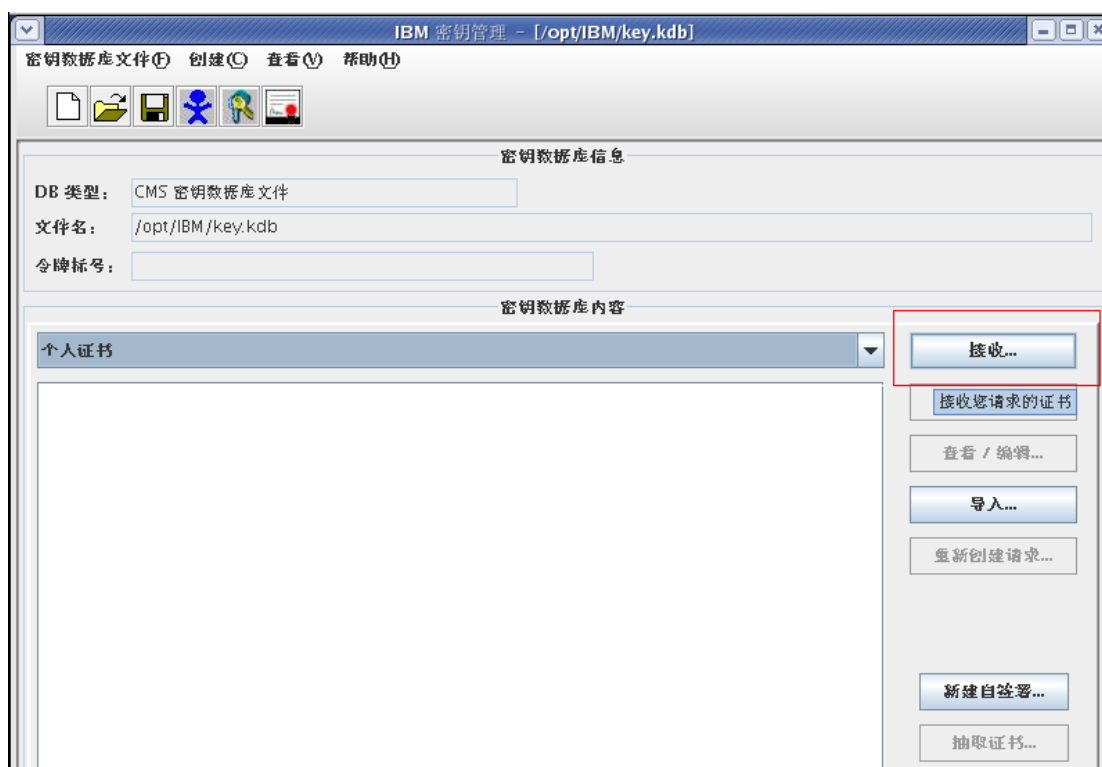 IBM 密钥管理 - [/opt/IBM/key.kdb]
密钥数据库文件(F) 创建(C) 查看(V) 帮助(H)
密钥数据库信息
DB 类型: CMS 密钥数据库文件
文件名: /opt/IBM/key.kdb
令牌标号:
密钥数据库内容
个人证书
接收...
接收您请求的证书
查看 / 编辑...
导入...
重新创建请求...
新建自签署...
抽取证书...